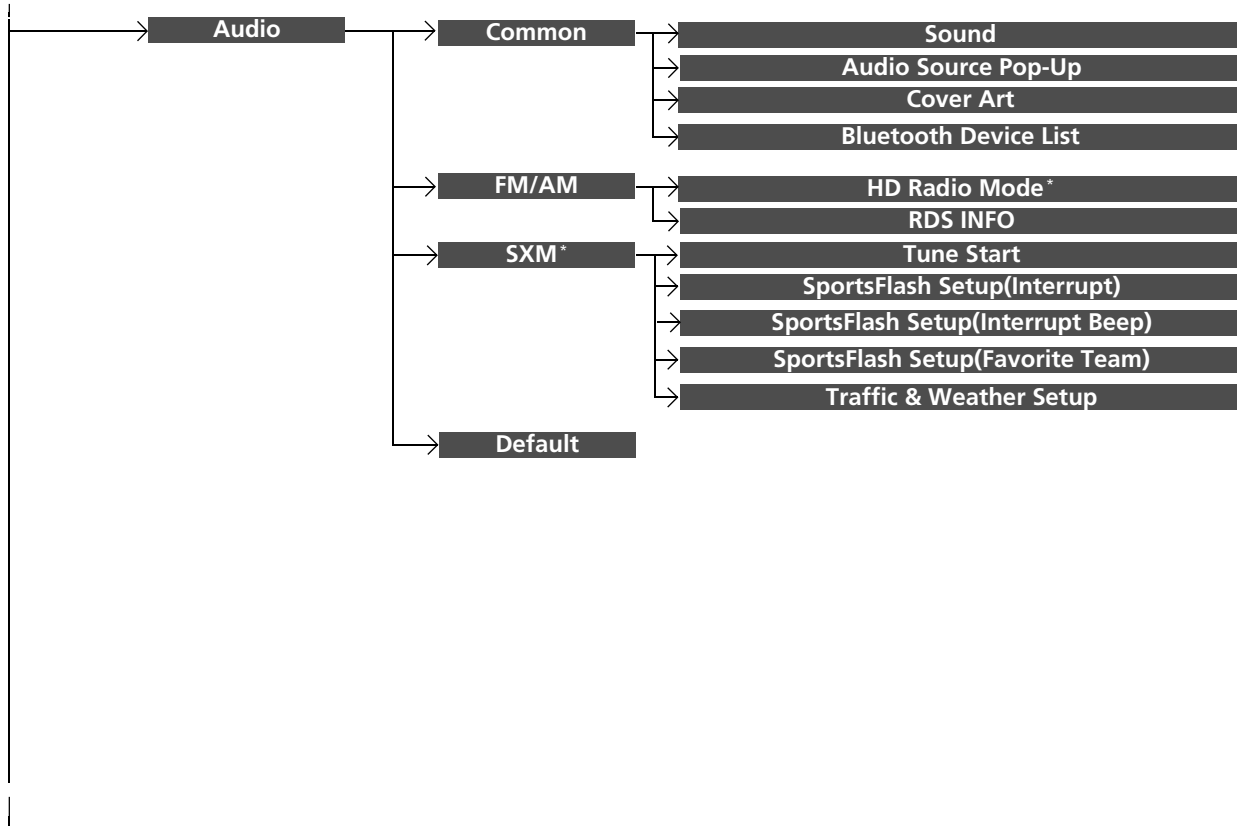 Audio
Common
Sound
Audio Source Pop-Up
Cover Art
Bluetooth Device List
FM/AM
HD Radio Mode*
RDS INFO
SXM*
Tune Start
SportsFlash Setup(Interrupt)
SportsFlash Setup(Interrupt Beep)
SportsFlash Setup(Favorite Team)
Traffic & Weather Setup
Default